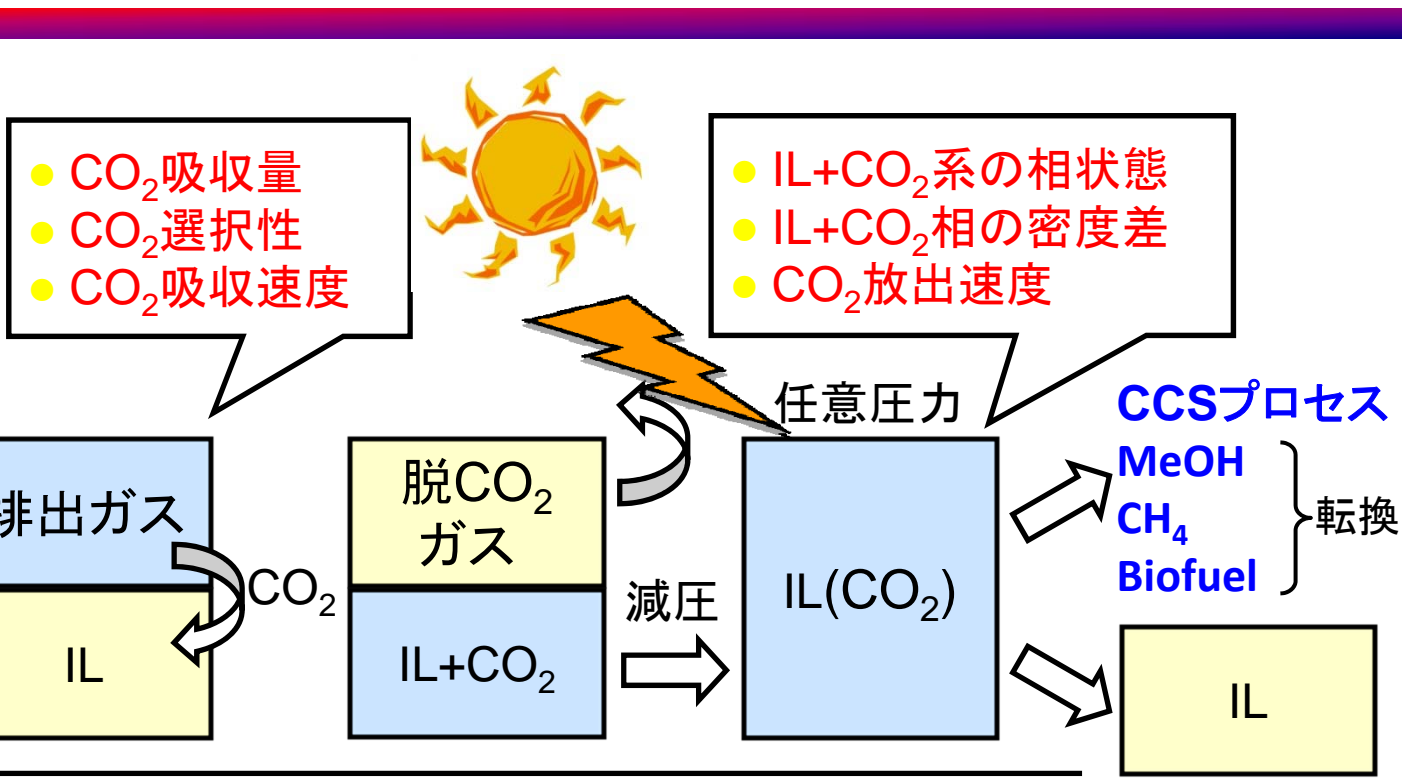 ● CO₂吸収量
● CO₂選択性
● CO₂吸収速度
● IL+CO₂系の相状態
● IL+CO₂相の密度差
● CO₂放出速度
排出ガス
IL
CO₂
脱CO₂
ガス
IL+CO₂
減圧
任意圧力
IL(CO₂)
CCSプロセス
MeOH
CH₄
Biofuel
転換
IL